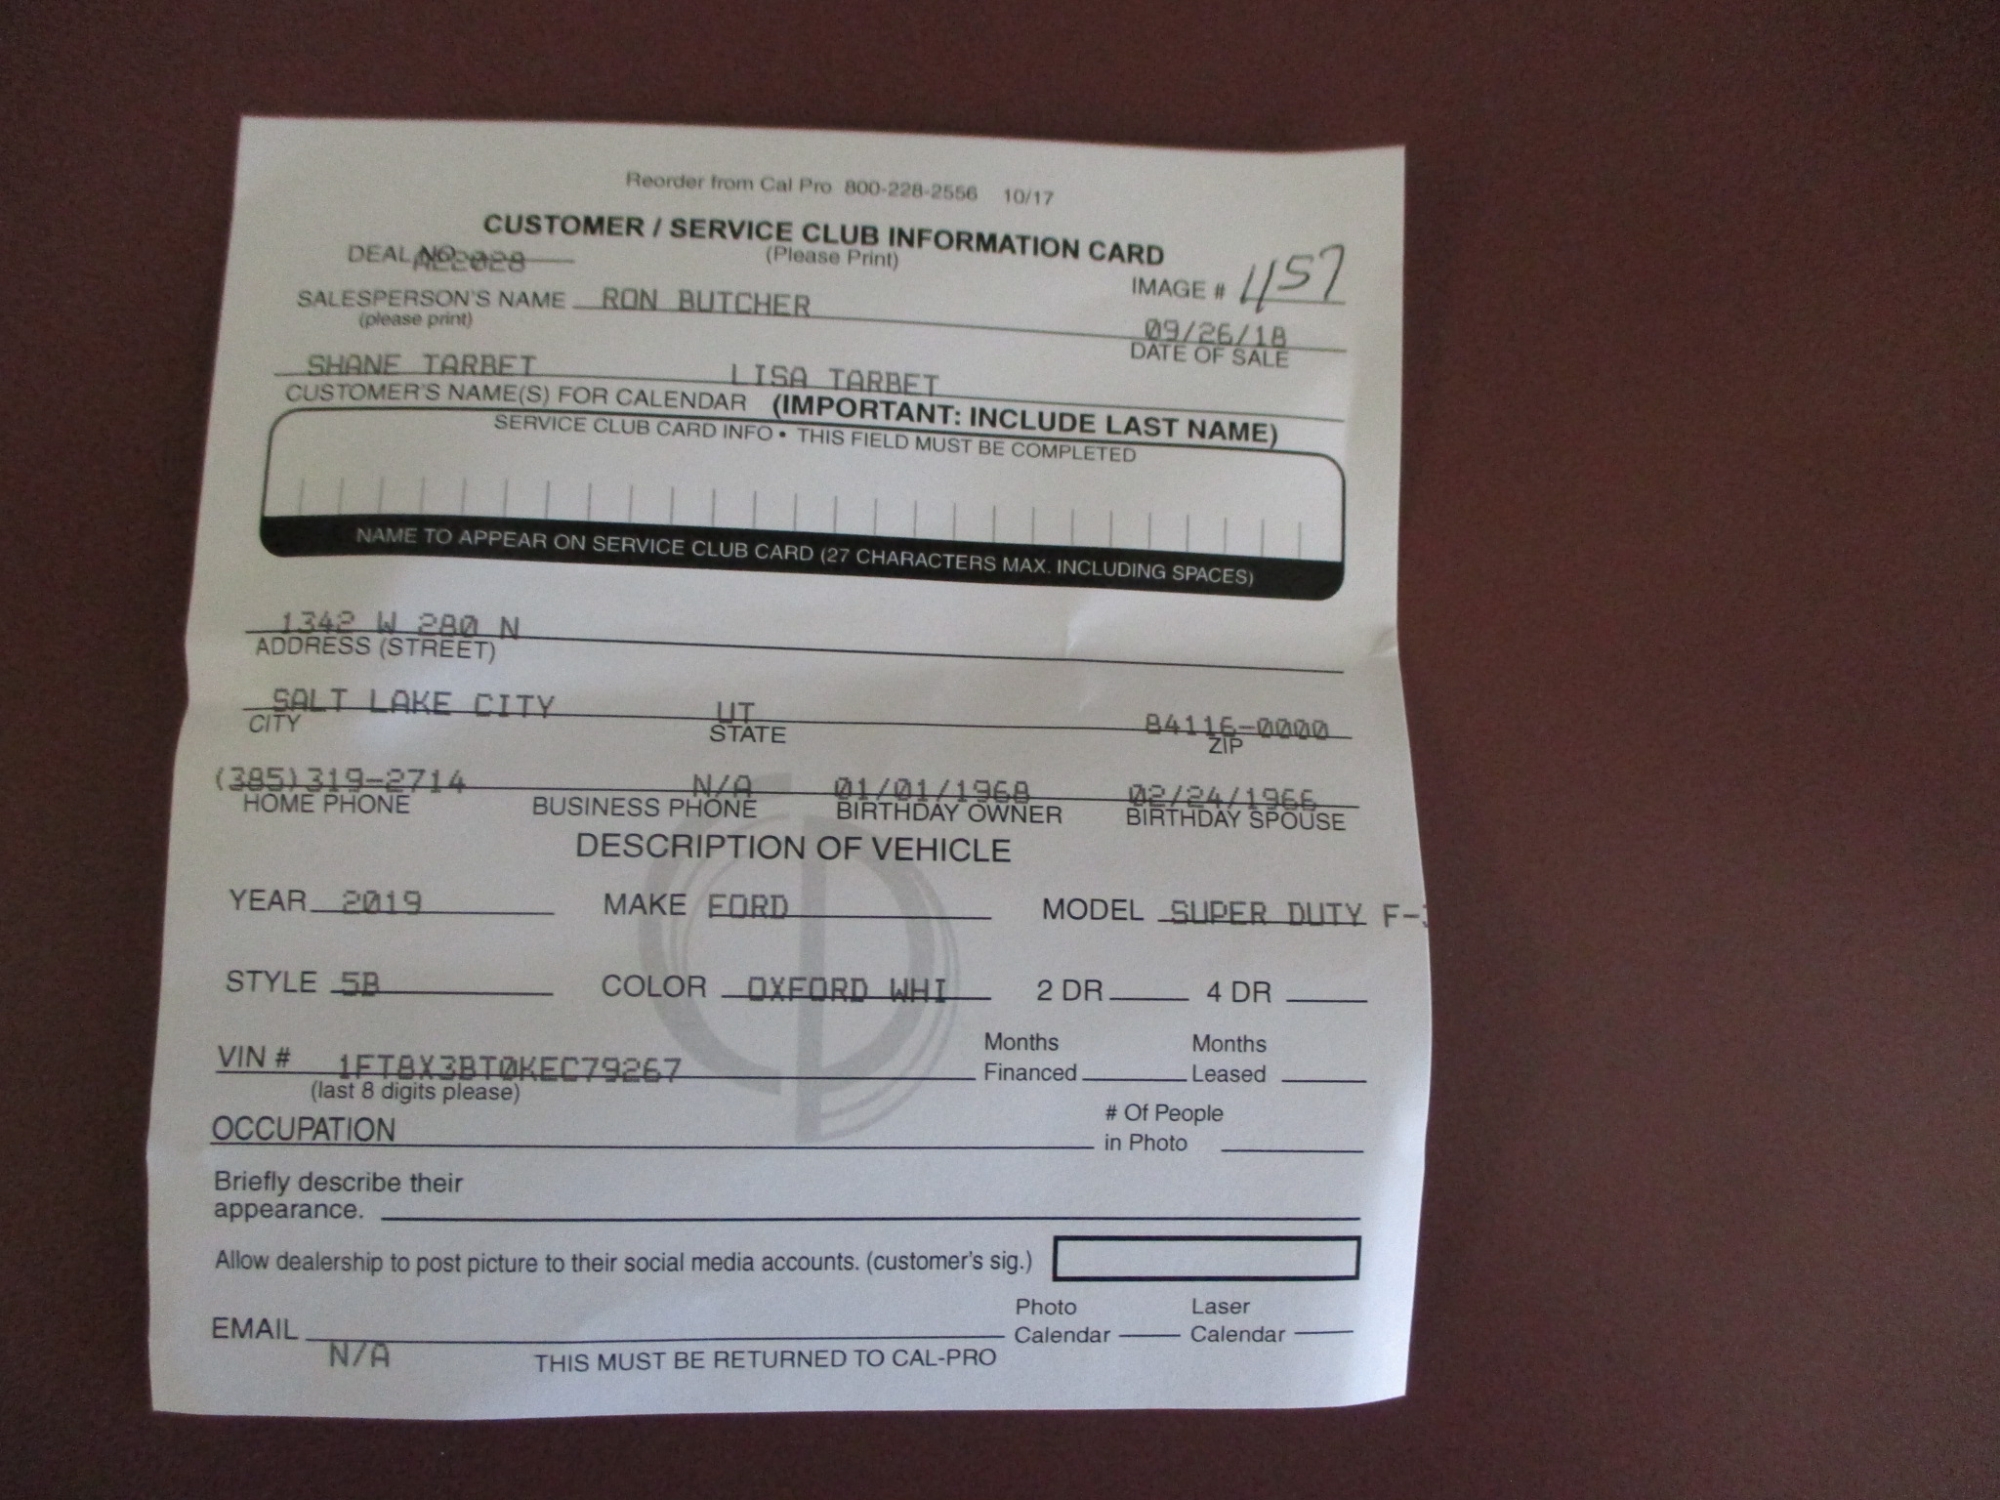 Reorder from Cal Pro 800-228-2556 10/17
CUSTOMER / SERVICE CLUB INFORMATION CARD
(Please Print)
DEAL NO.
IMAGE #
SALESPERSON'S NAME RON BUTCHER
(please print)
09/26/18
DATE OF SALE
SHANE TARBET LISA TARBET
CUSTOMER'S NAME(S) FOR CALENDAR (IMPORTANT: INCLUDE LAST NAME)
SERVICE CLUB CARD INFO • THIS FIELD MUST BE COMPLETED
NAME TO APPEAR ON SERVICE CLUB CARD (27 CHARACTERS MAX. INCLUDING SPACES)
1342 W 280 N
ADDRESS (STREET)
SALT LAKE CITY UT 84116-0000
CITY STATE ZIP
(385)319-2714 N/A 01/01/1968 02/24/1966
HOME PHONE BUSINESS PHONE BIRTHDAY OWNER BIRTHDAY SPOUSE
DESCRIPTION OF VEHICLE
YEAR 2019 MAKE FORD MODEL SUPER DUTY
STYLE 5B COLOR OXFORD WHI 2 DR 4 DR
VIN # 1FT8X3BT0KEC79267 Months Financed Months Leased
(last 8 digits please)
OCCUPATION # Of People in Photo
Briefly describe their
appearance.
Allow dealership to post picture to their social media accounts. (customer's sig.)
EMAIL Photo Calendar Laser Calendar
N/A THIS MUST BE RETURNED TO CAL-PRO